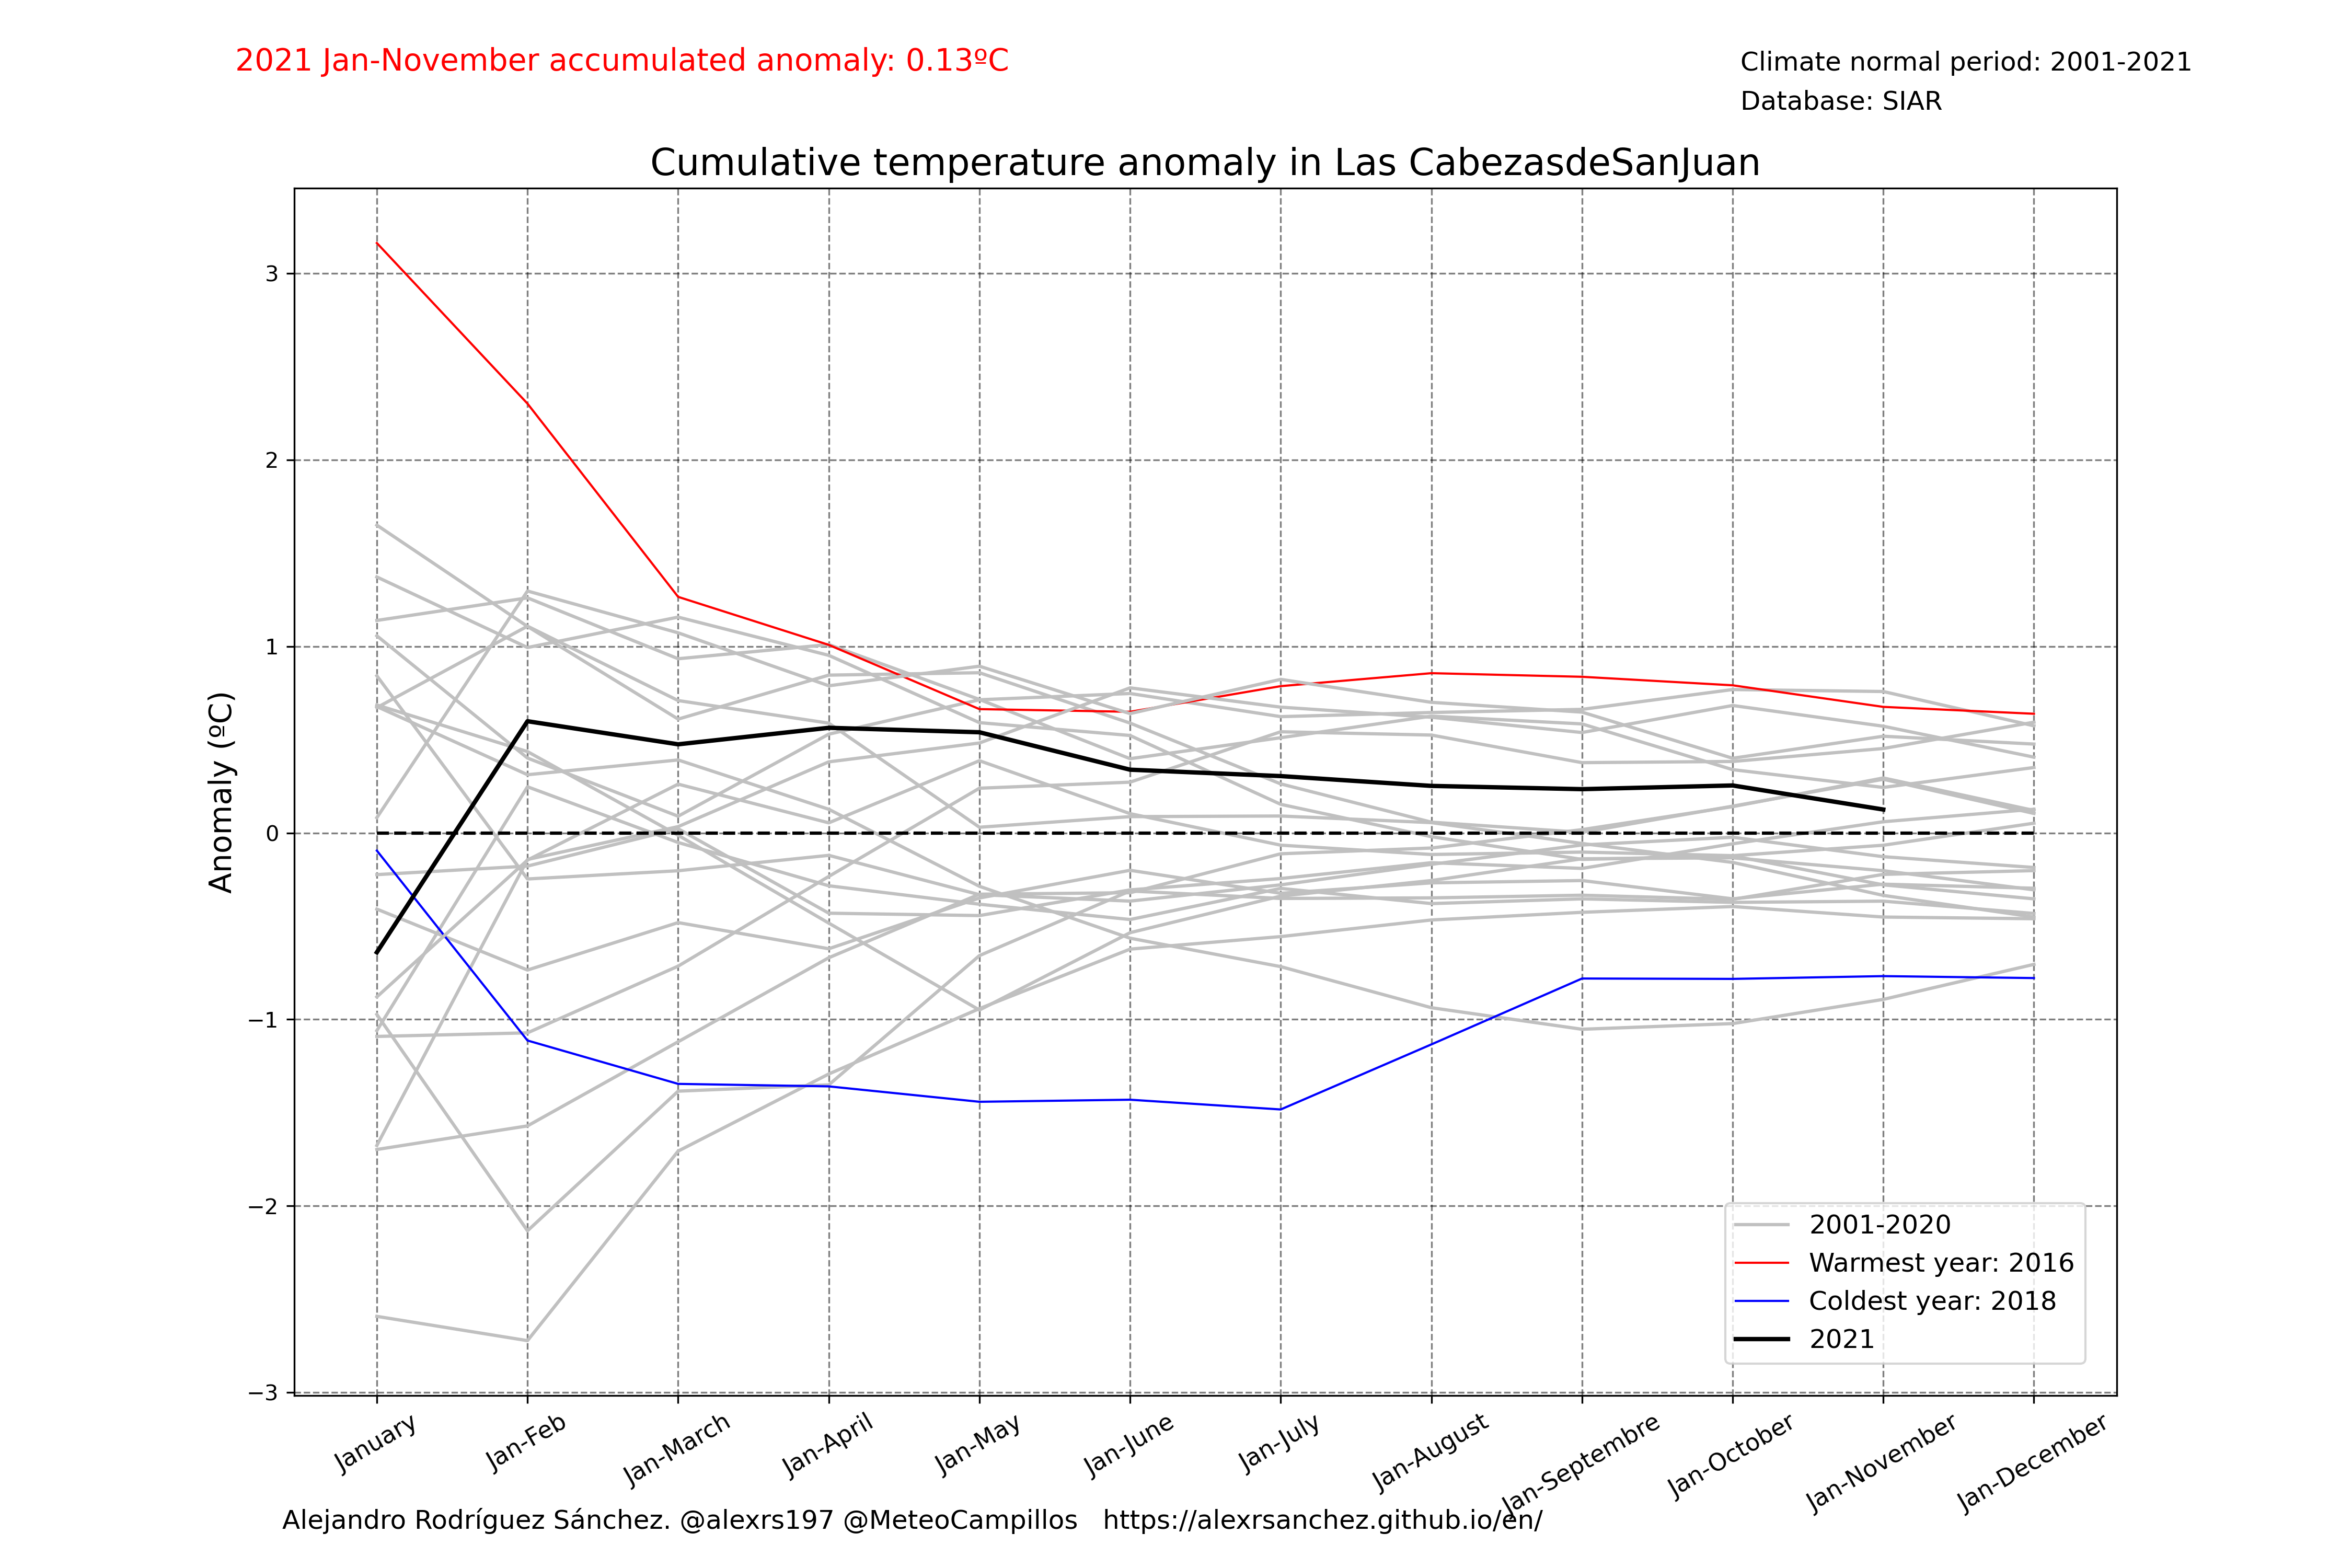 2021 Jan-November accumulated anomaly: 0.13ºC
Climate normal period: 2001-2021
Database: SIAR
Cumulative temperature anomaly in Las CabezasdeSanJuan
Anomaly (ºC)
3
2
1
0
−1
−2
−3
2001-2020
Warmest year: 2016
Coldest year: 2018
2021
January
Jan-Feb
Jan-March
Jan-April
Jan-May
Jan-June
Jan-July
Jan-August
Jan-Septembre
Jan-October
Jan-November
Jan-December
Alejandro Rodríguez Sánchez. @alexrs197 @MeteoCampillos   https://alexrsanchez.github.io/en/